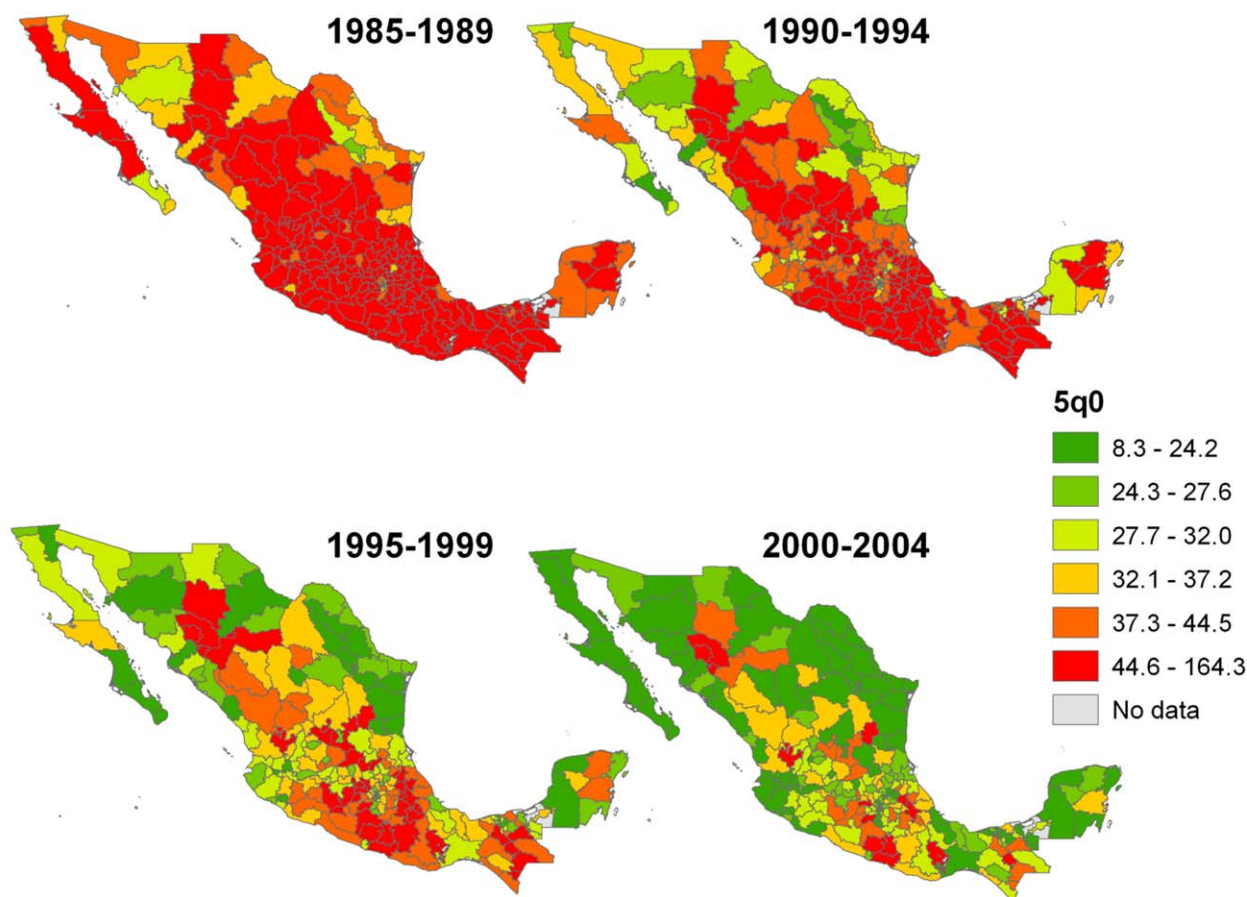 1985-1989
1990-1994
5q0
8.3 - 24.2
24.3 - 27.6
27.7 - 32.0
32.1 - 37.2
37.3 - 44.5
44.6 - 164.3
No data
1995-1999
2000-2004